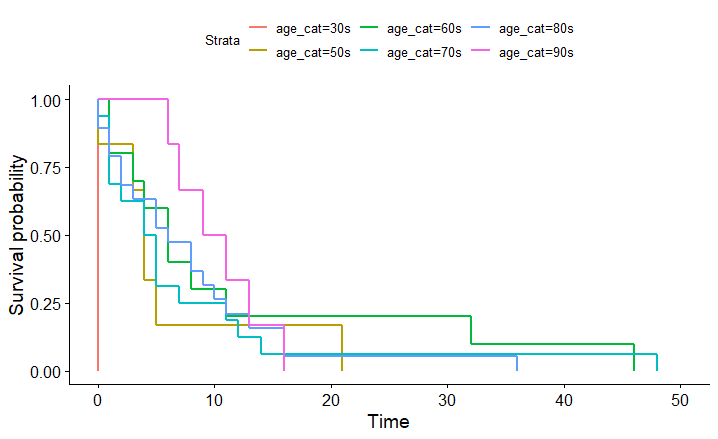 Strata age_cat=30s age_cat=60s age_cat=80s
age_cat=50s age_cat=70s age_cat=90s
Survival probability
1.00
0.75
0.50
0.25
0.00
0 10 20 30 40 50
Time